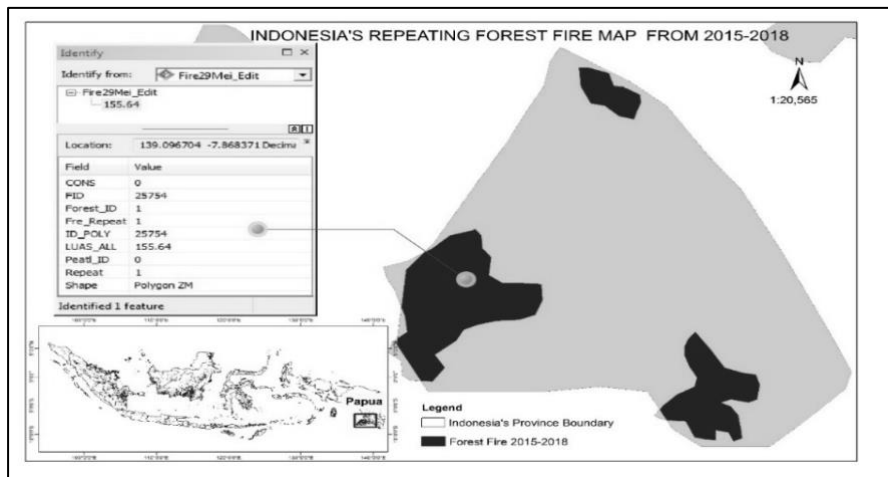 INDONESIA'S REPEATING FOREST FIRE MAP FROM 2015-2018
Identify
Identify from: Fire29Mei_Edit
Fire29Mei_Edit
155.64
Location: 139.096704 -7.868371 Decima
Field Value
CONS 0
FID 25754
Forest_ID 1
Fre_Repeat 1
ID_POLY 25754
LUAS_ALL 155.64
Peatl_ID 0
Repeat 1
Shape Polygon ZM
Identified 1 feature
N
1:20,565
Papua
Legend
Indonesia's Province Boundary
Forest Fire 2015-2018